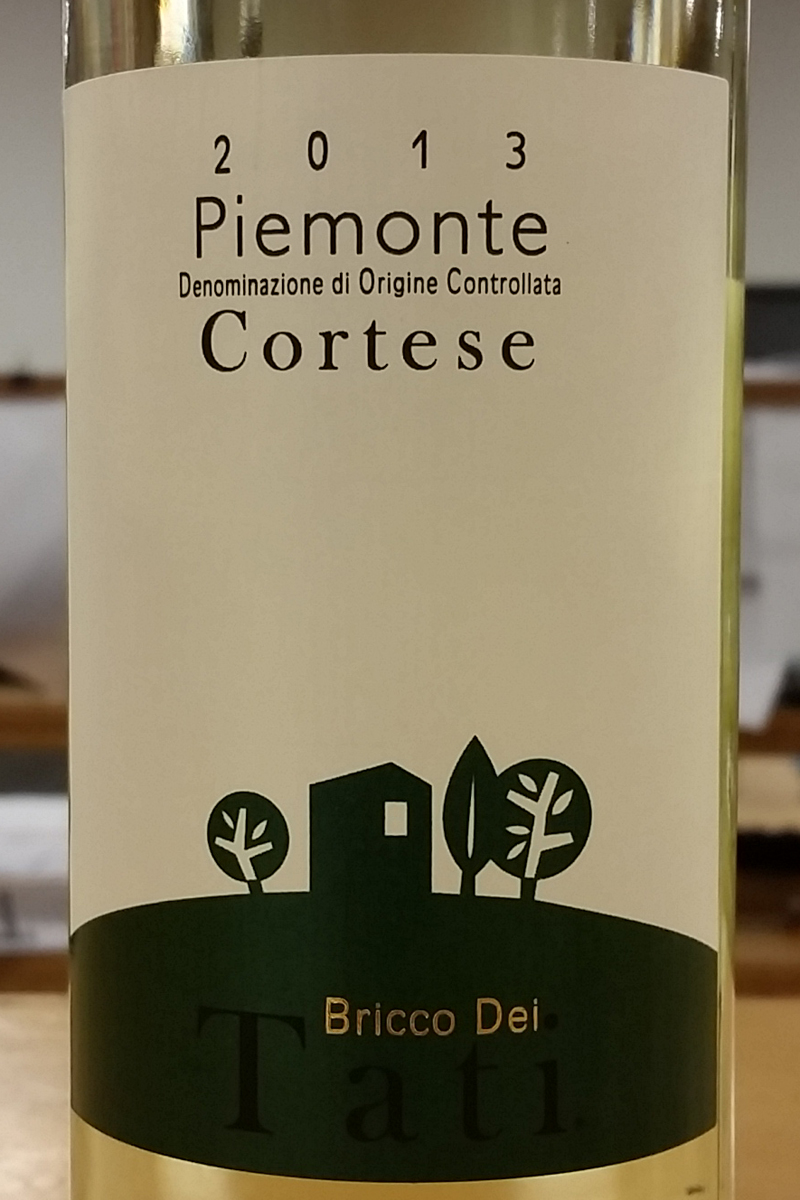 2 0 1 3
Piemonte
Denominazione di Origine Controllata
Cortese
Bricco Dei
Tati